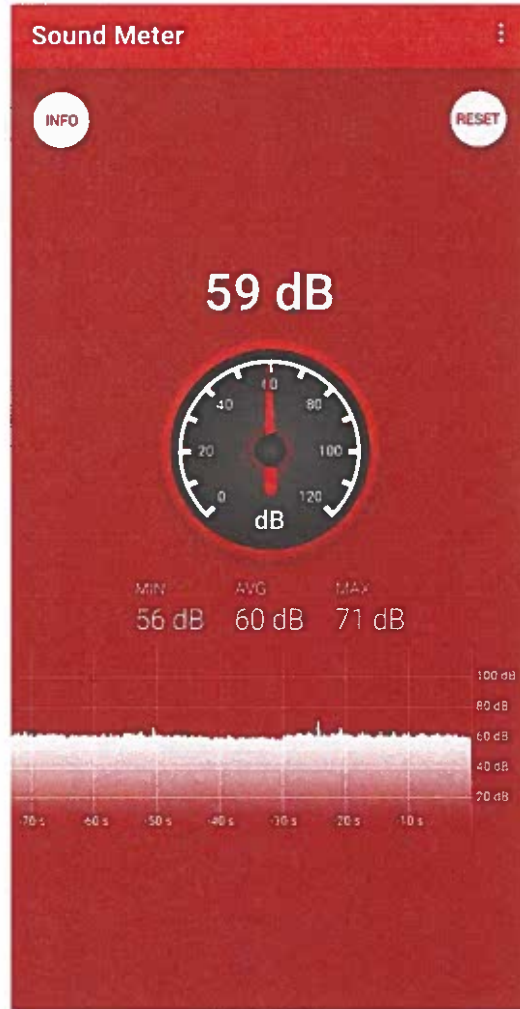 Sound Meter
INFO
RESET
59 dB
60
40
80
20
100
0
120
dB
MIN
AVG
MAX
56 dB
60 dB
71 dB
100 dB
80 dB
60 dB
40 dB
20 dB
-70 s
-60 s
-50 s
-40 s
-30 s
-20 s
-10 s